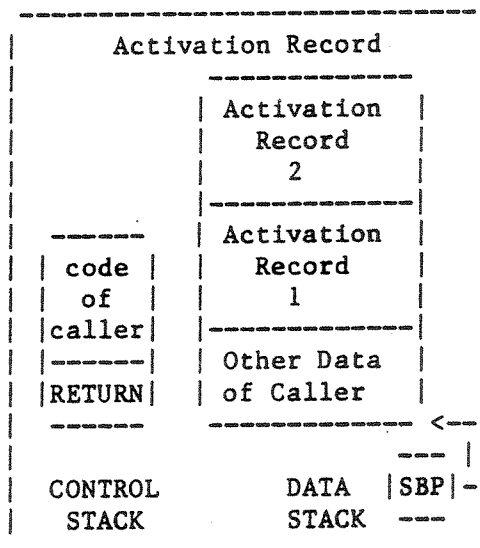 Activation Record
Activation
Record
2
Activation
Record
1
code
of
caller
RETURN
Other Data
of Caller
SBP
CONTROL
STACK
DATA
STACK